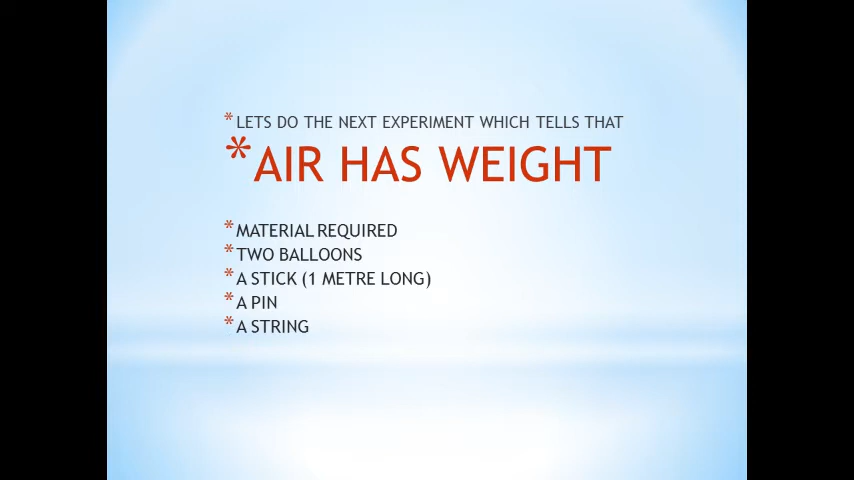 * LETS DO THE NEXT EXPERIMENT WHICH TELLS THAT
* AIR HAS WEIGHT
* MATERIAL REQUIRED
* TWO BALLOONS
* A STICK (1 METRE LONG)
* A PIN
* A STRING